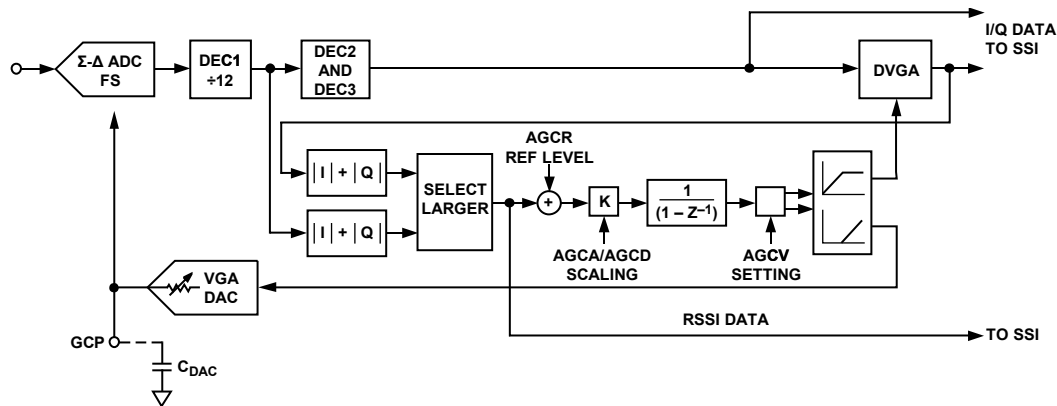 Σ-Δ ADC
FS
DEC1
÷12
DEC2
AND
DEC3
DVGA
I/Q DATA
TO SSI
AGCR
REF LEVEL
|I| + |Q|
|I| + |Q|
SELECT
LARGER
+
K
1
(1 – Z–1)
AGCA/AGCD
SCALING
AGCV
SETTING
VGA
DAC
RSSI DATA
TO SSI
GCP
CDAC